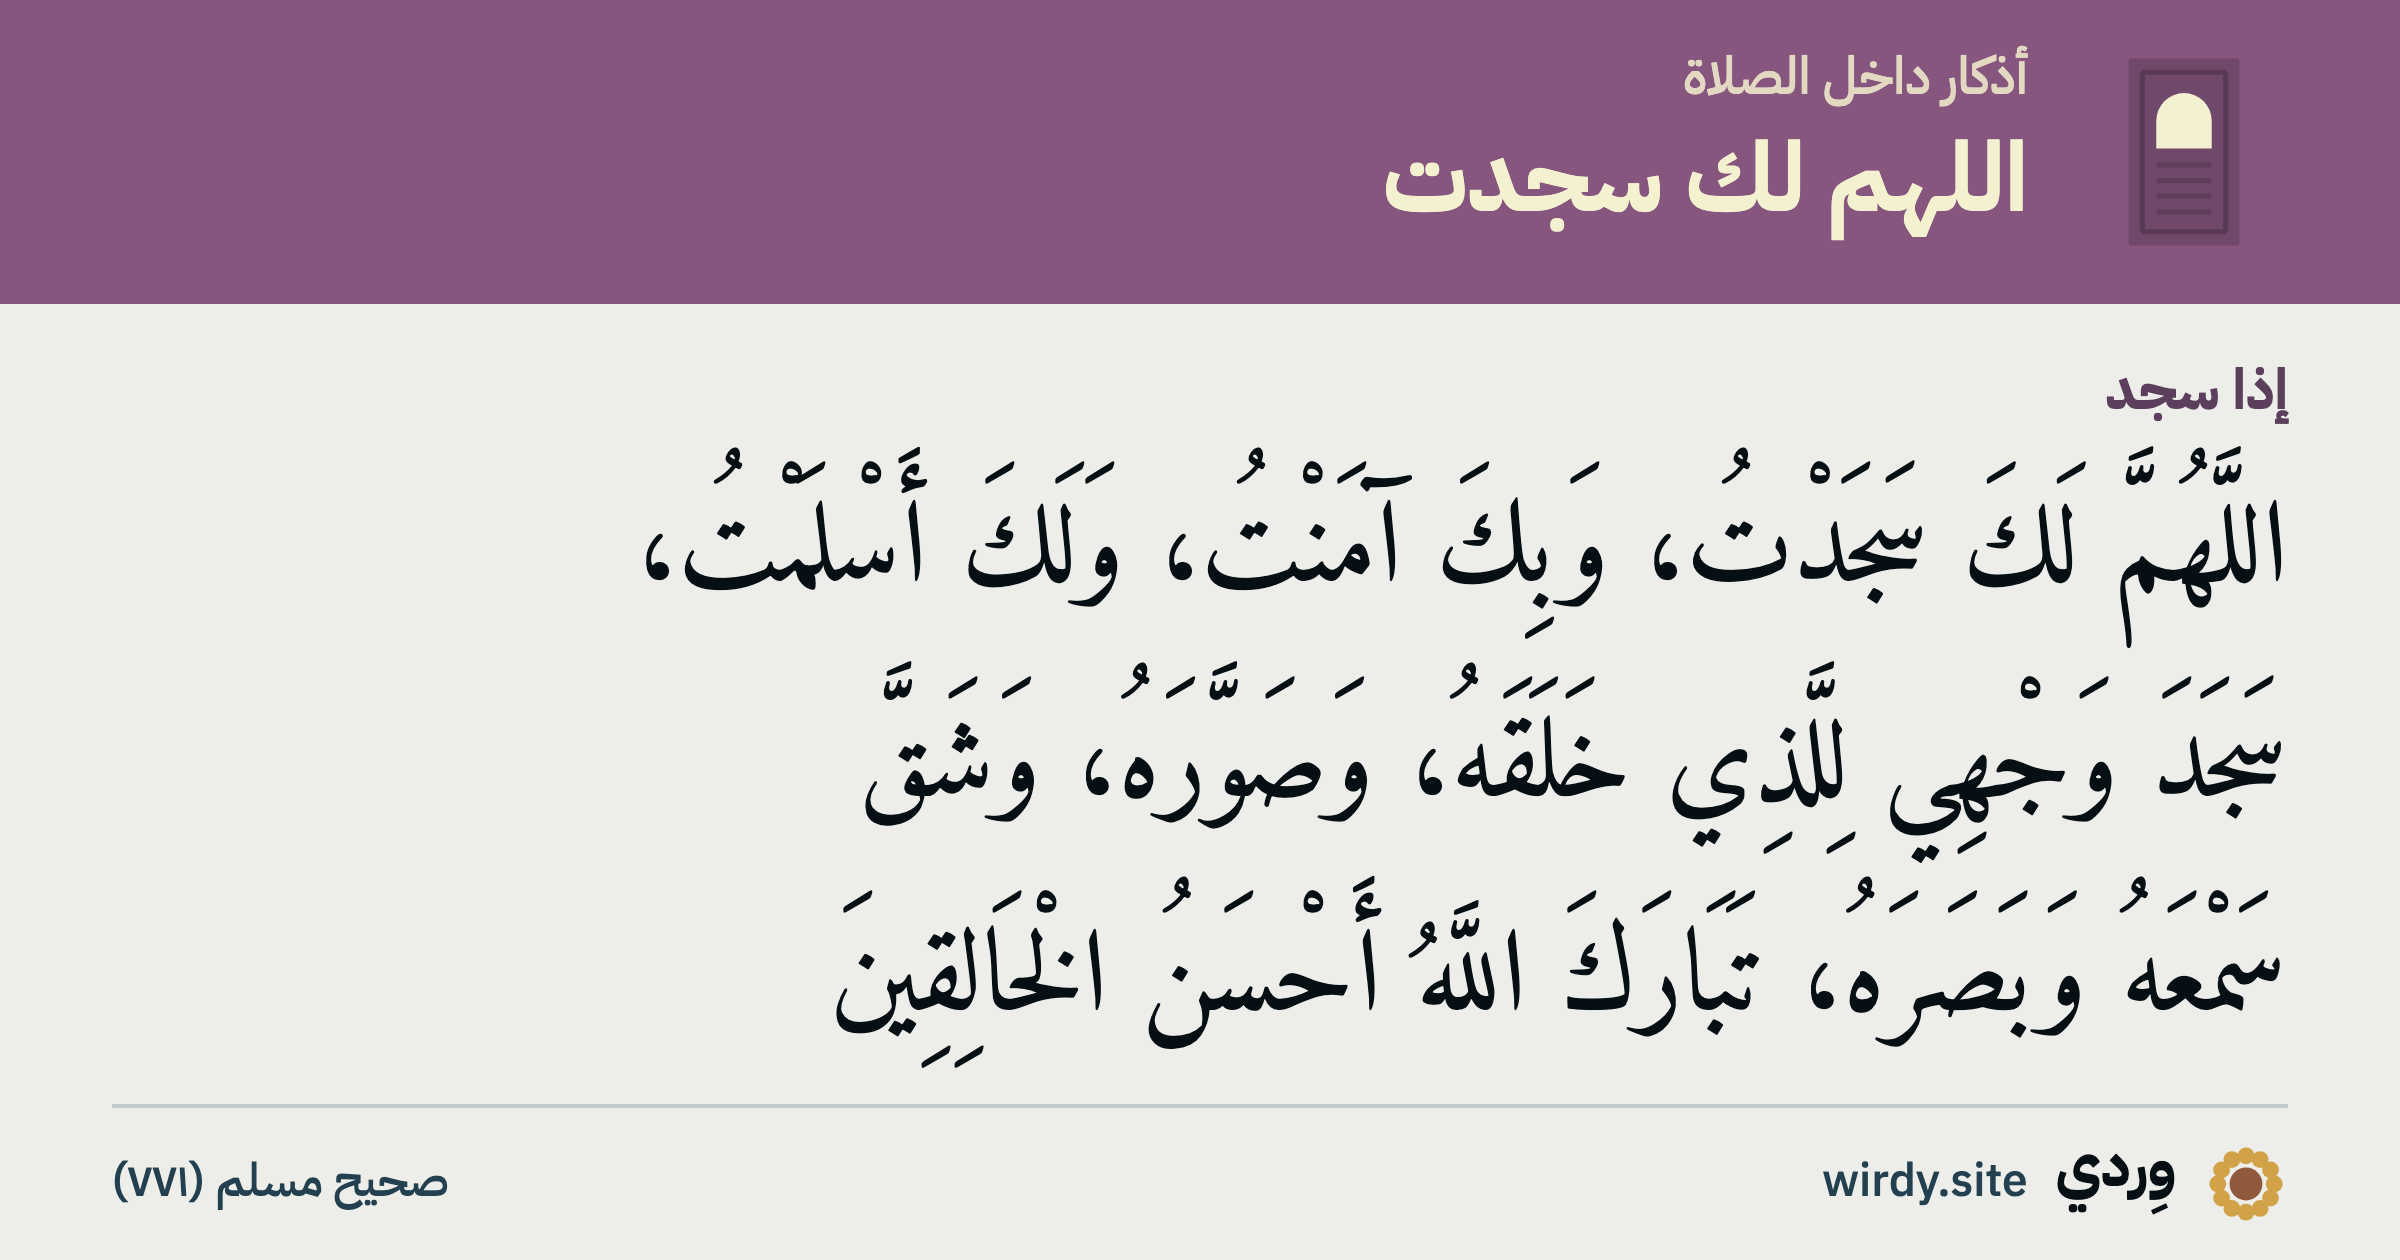 أذكار داخل الصلاة
اللهم لك سجدت
إذا سجد
اللَّهُمَّ لَكَ سَجَدْتُ، وَبِكَ آمَنْتُ، وَلَكَ أَسْلَمْتُ،
سَجَدَ وَجْهِي لِلَّذِي خَلَقَهُ، وَصَوَّرَهُ، وَشَقَّ
سَمْعَهُ وَبَصَرَهُ، تَبَارَكَ اللَّهُ أَحْسَنُ الْخَالِقِينَ
وِردي wirdy.site
صحيح مسلم (٧٧١)